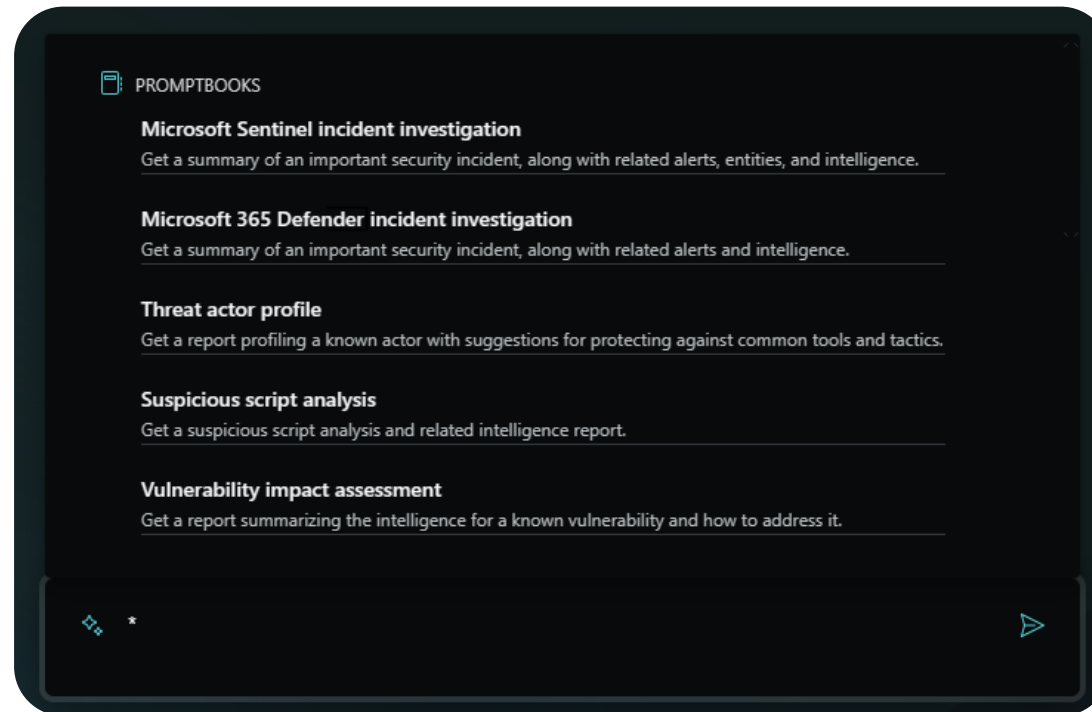 PROMPTBOOKS
Microsoft Sentinel incident investigation
Get a summary of an important security incident, along with related alerts, entities, and intelligence.
Microsoft 365 Defender incident investigation
Get a summary of an important security incident, along with related alerts and intelligence.
Threat actor profile
Get a report profiling a known actor with suggestions for protecting against common tools and tactics.
Suspicious script analysis
Get a suspicious script analysis and related intelligence report.
Vulnerability impact assessment
Get a report summarizing the intelligence for a known vulnerability and how to address it.
*